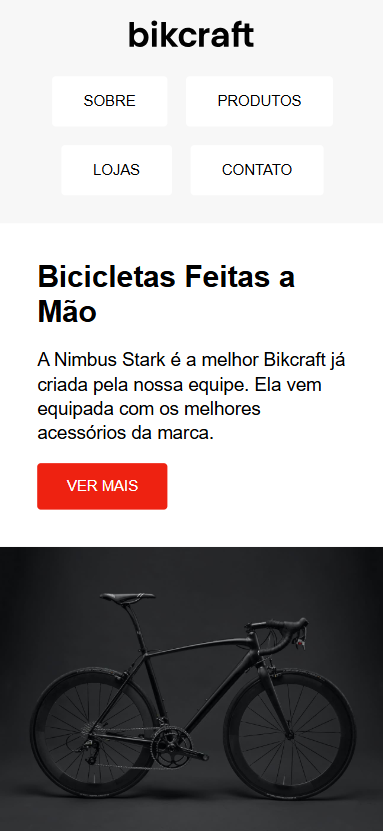 bikcraft
SOBRE
PRODUTOS
LOJAS
CONTATO
Bicicletas Feitas a
Mão
A Nimbus Stark é a melhor Bikcraft já
criada pela nossa equipe. Ela vem
equipada com os melhores
acessórios da marca.
VER MAIS